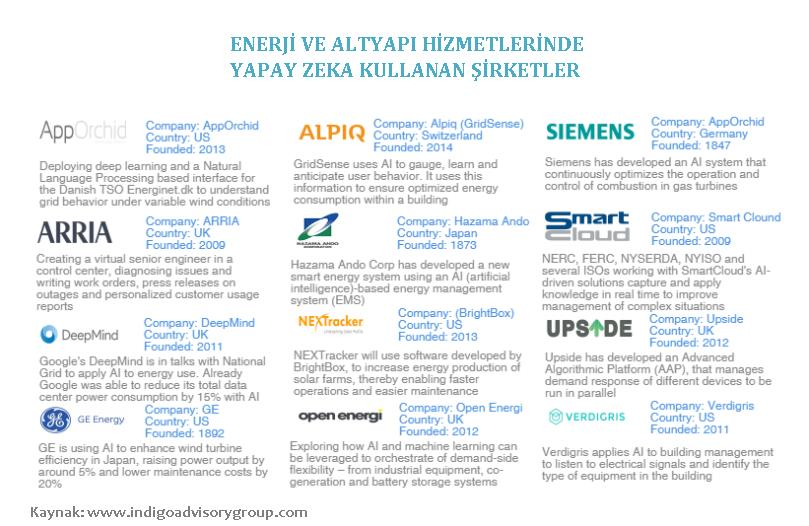 ENERJİ VE ALTYAPI HİZMETLERİNDE
YAPAY ZEKA KULLANAN ŞİRKETLER
AppOrchid
Company: AppOrchid
Country: US
Founded: 2013
Deploying deep learning and a Natural
Language Processing based interface for
the Danish TSO Energinet.dk to understand
grid behavior under variable wind conditions
ALPIQ
Company: Alpiq (GridSense)
Country: Switzerland
Founded: 2014
GridSense uses AI to gauge, learn and
anticipate user behavior. It uses this
information to ensure optimized energy
consumption within a building
SIEMENS
Company: AppOrchid
Country: Germany
Founded: 1847
Siemens has developed an AI system that
continuously optimizes the operation and
control of combustion in gas turbines
ARRIA
Company: ARRIA
Country: UK
Founded: 2009
Creating a virtual senior engineer in a
control center, diagnosing issues and
writing work orders, press releases on
outages and personalized customer usage
reports
HAZAMA ANDO
CORPORATION
Company: Hazama Ando
Country: Japan
Founded: 1873
Hazama Ando Corp has developed a new
smart energy system using an AI (artificial
intelligence)-based energy management
system (EMS)
Smart
Cloud
Company: Smart Clound
Country: US
Founded: 2009
NERC, FERC, NYSERDA, NYISO and
several ISOs working with SmartCloud's AI-
driven solutions capture and apply
knowledge in real time to improve
management of complex situations
DeepMind
Company: DeepMind
Country: UK
Founded: 2011
Google's DeepMind is in talks with National
Grid to apply AI to energy use. Already
Google was able to reduce its total data
center power consumption by 15% with AI
NEXTracker
Company: (BrightBox)
Country: US
Founded: 2013
NEXTracker will use software developed by
BrightBox, to increase energy production of
solar farms, thereby enabling faster
operations and easier maintenance
UPSIDE
Company: Upside
Country: UK
Founded: 2012
Upside has developed an Advanced
Algorithmic Platform (AAP), that manages
demand response of different devices to be
run in parallel
GE Energy
Company: GE
Country: US
Founded: 1892
GE is using AI to enhance wind turbine
efficiency in Japan, raising power output by
around 5% and lower maintenance costs by
20%
open energi
Company: Open Energi
Country: UK
Founded: 2012
Exploring how AI and machine learning can
be leveraged to orchestrate of demand-side
flexibility – from industrial equipment, co-
generation and battery storage systems
VERDIGRIS
Company: Verdigris
Country: US
Founded: 2011
Verdigris applies AI to building management
to listen to electrical signals and identify the
type of equipment in the building
Kaynak: www.indigoadvisorygroup.com